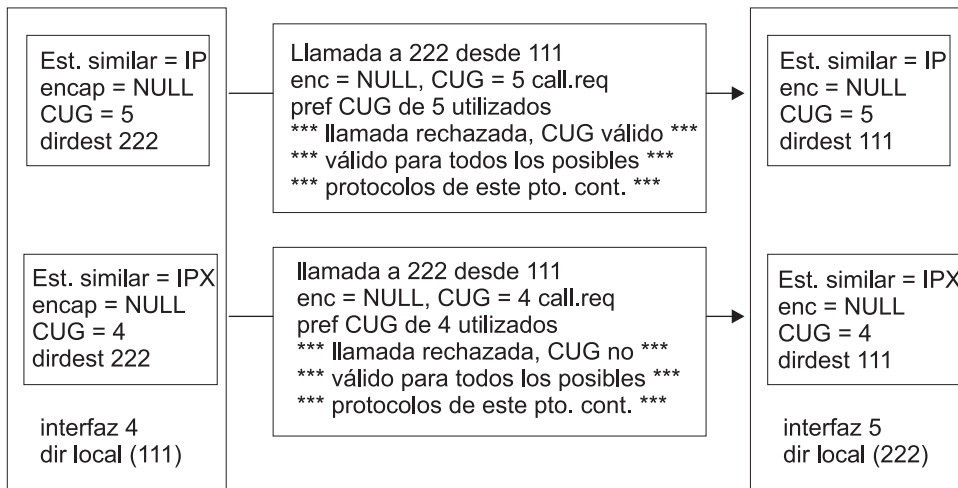 Est. similar = IP
encap = NULL
CUG = 5
dirdest 222
Llamada a 222 desde 111
enc = NULL, CUG = 5 call.req
pref CUG de 5 utilizados
*** llamada rechazada, CUG válido ***
*** válido para todos los posibles ***
*** protocolos de este pto. cont. ***
Est. similar = IP
enc = NULL
CUG = 5
dirdest 111
Est. similar = IPX
encap = NULL
CUG = 4
dirdest 222
llamada a 222 desde 111
enc = NULL, CUG = 4 call.req
pref CUG de 4 utilizados
*** llamada rechazada, CUG no ***
*** válido para todos los posibles ***
*** protocolos de este pto. cont. ***
Est. similar = IPX
enc = NULL
CUG = 4
dirdest 111
interfaz 4
dir local (111)
interfaz 5
dir local (222)